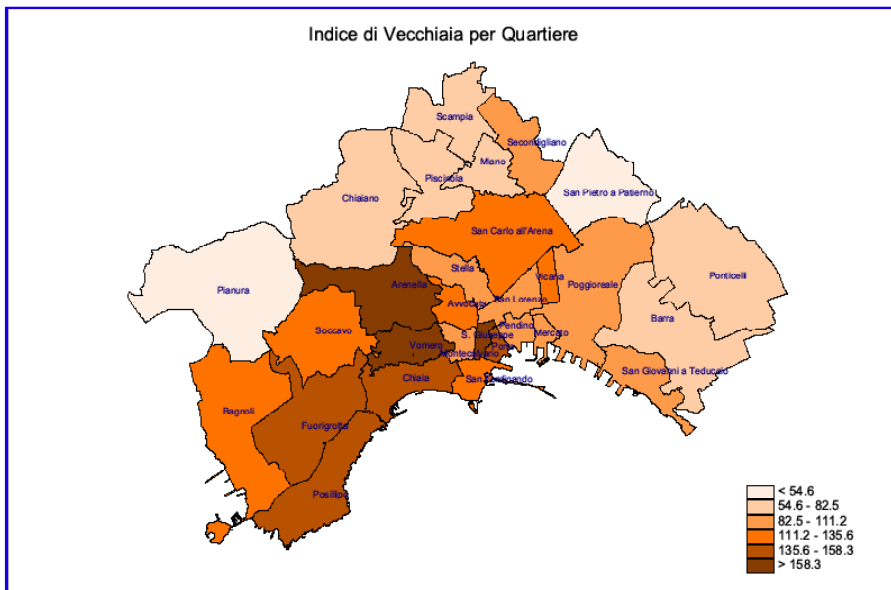 Indice di Vecchiaia per Quartiere
Scampia
Secondigliano
Miano
Piscinola
San Pietro a Patierno
Chiaiano
San Carlo all'Arena
Stella
Vicaria
Poggioreale
Ponticelli
Pianura
Arenella
Avvocata
San Lorenzo
Barra
Soccavo
Pendino
Mercato
S. Giuseppe
Porto
Vomero
Montecalvario
San Giovanni a Teduccio
Chiaia
San Ferdinando
Bagnoli
Fuorigrotta
Posillipo
< 54.6
54.6 - 82.5
82.5 - 111.2
111.2 - 135.6
135.6 - 158.3
> 158.3